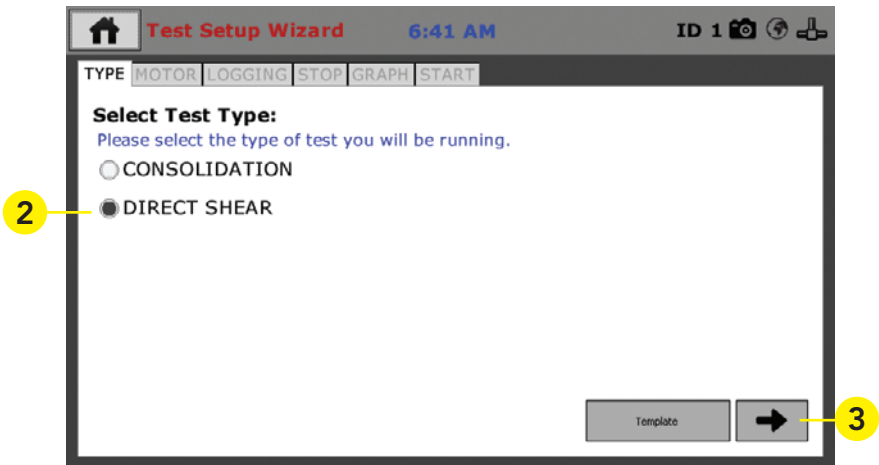 Test Setup Wizard 6:41 AM ID 1
TYPE MOTOR LOGGING STOP GRAPH START
Select Test Type:
Please select the type of test you will be running.
CONSOLIDATION
2 DIRECT SHEAR
Template 3